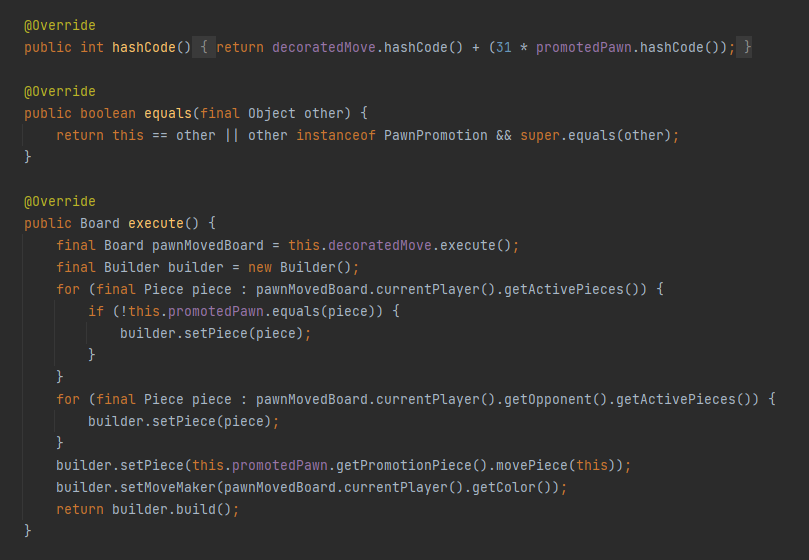 @Override
public int hashCode() { return decoratedMove.hashCode() + (31 * promotedPawn.hashCode()); }
@Override
public boolean equals(final Object other) {
return this == other || other instanceof PawnPromotion && super.equals(other);
}
@Override
public Board execute() {
final Board pawnMovedBoard = this.decoratedMove.execute();
final Builder builder = new Builder();
for (final Piece piece : pawnMovedBoard.currentPlayer().getActivePieces()) {
if (!this.promotedPawn.equals(piece)) {
builder.setPiece(piece);
}
}
for (final Piece piece : pawnMovedBoard.currentPlayer().getOpponent().getActivePieces()) {
builder.setPiece(piece);
}
builder.setPiece(this.promotedPawn.getPromotionPiece().movePiece(this));
builder.setMoveMaker(pawnMovedBoard.currentPlayer().getColor());
return builder.build();
}